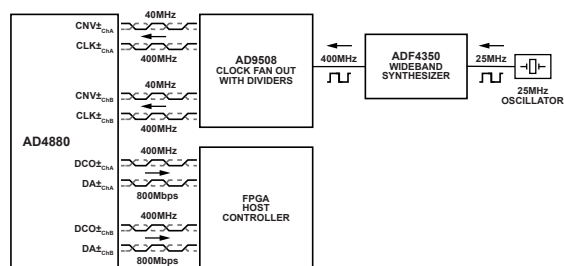 AD4880
CNV±ChA
CLK±ChA
CNV±ChB
CLK±ChB
DCO±ChA
DA±ChA
DCO±ChB
DA±ChB
40MHz
400MHz
40MHz
400MHz
400MHz
800Mbps
400MHz
800Mbps
AD9508
CLOCK FAN OUT
WITH DIVIDERS
400MHz
ADF4350
WIDEBAND
SYNTHESIZER
25MHz
25MHz
OSCILLATOR
FPGA
HOST
CONTROLLER